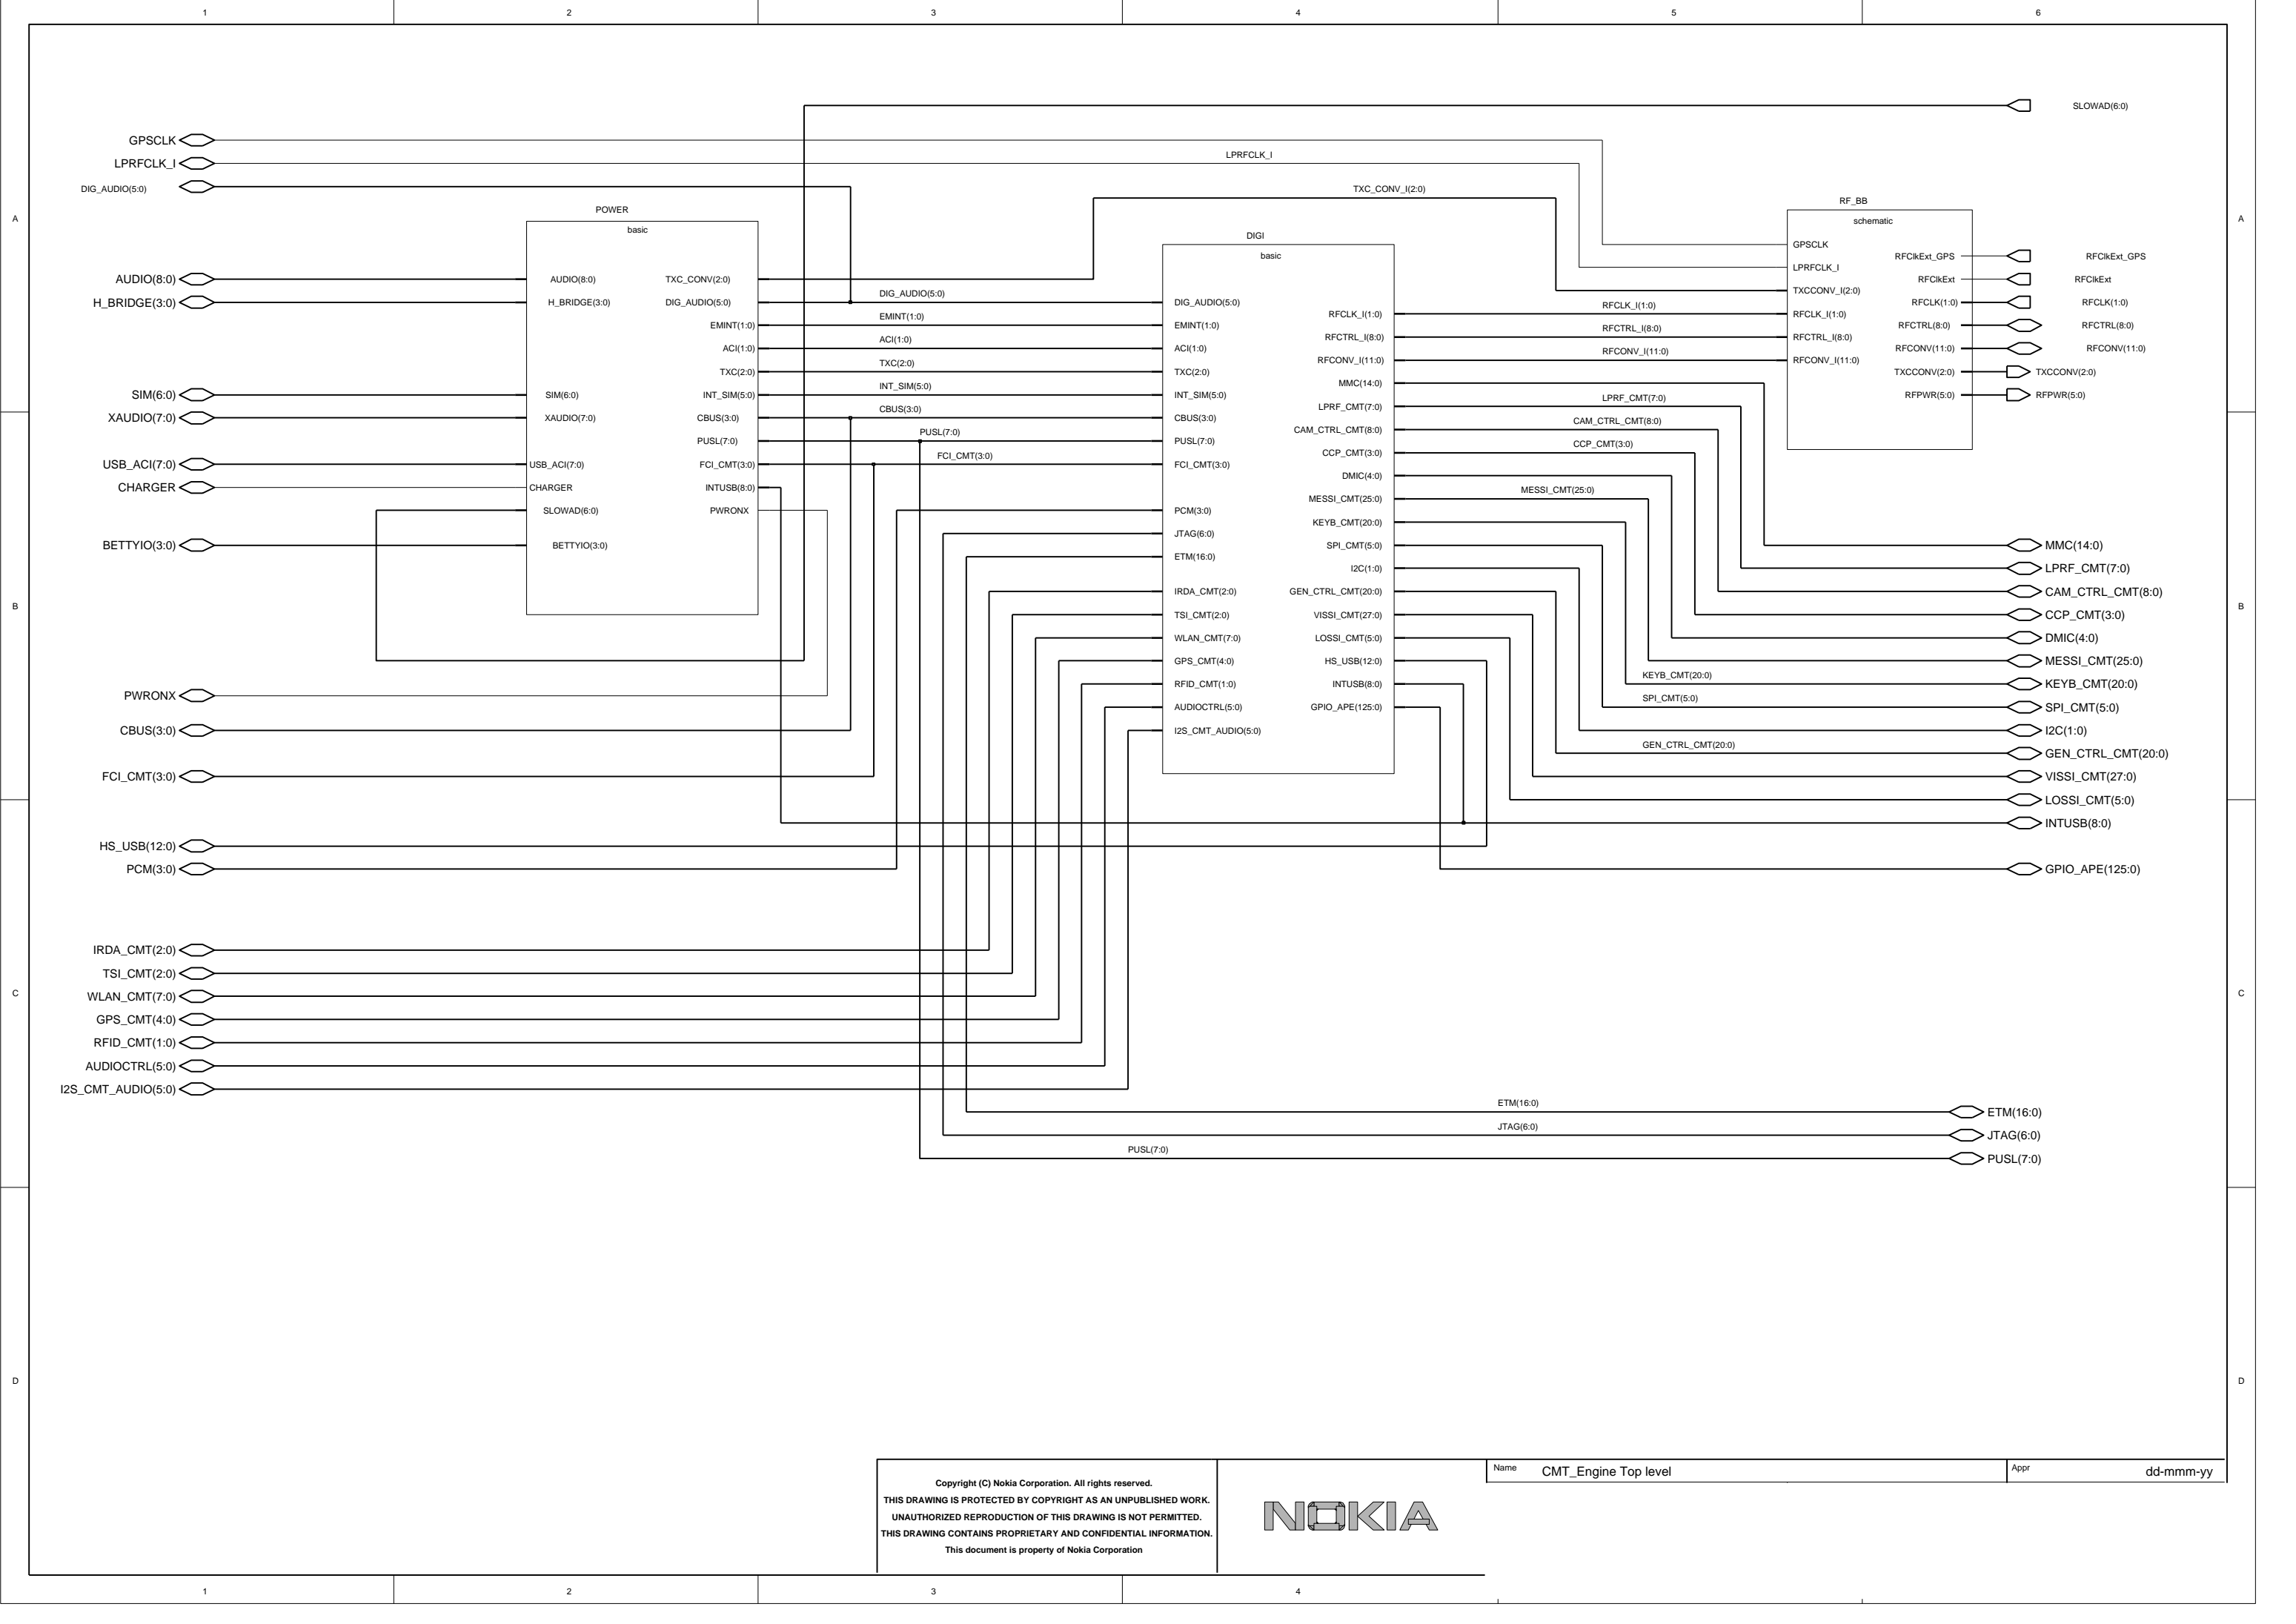 1 2 3 4 5 6
SLOWAD(6:0)
GPSCLK
LPRFCLK_I
LPRFCLK_I
DIG_AUDIO(5:0)
TXC_CONV_I(2:0)
A
A
POWER
basic
AUDIO(8:0)
H_BRIDGE(3:0)
SIM(6:0)
XAUDIO(7:0)
USB_ACI(7:0)
CHARGER
BETTYIO(3:0)
PWRONX
CBUS(3:0)
FCI_CMT(3:0)
HS_USB(12:0)
PCM(3:0)
IRDA_CMT(2:0)
TSI_CMT(2:0)
WLAN_CMT(7:0)
GPS_CMT(4:0)
RFID_CMT(1:0)
AUDIOCTRL(5:0)
I2S_CMT_AUDIO(5:0)
AUDIO(8:0)
H_BRIDGE(3:0)
SIM(6:0)
XAUDIO(7:0)
USB_ACI(7:0)
CHARGER
SLOWAD(6:0)
BETTYIO(3:0)
TXC_CONV(2:0)
DIG_AUDIO(5:0)
EMINT(1:0)
ACI(1:0)
TXC(2:0)
INT_SIM(5:0)
CBUS(3:0)
PUSL(7:0)
FCI_CMT(3:0)
INTUSB(8:0)
PWRONX
DIG_AUDIO(5:0)
EMINT(1:0)
ACI(1:0)
TXC(2:0)
INT_SIM(5:0)
CBUS(3:0)
PUSL(7:0)
FCI_CMT(3:0)
DIGI
basic
DIG_AUDIO(5:0)
EMINT(1:0)
ACI(1:0)
TXC(2:0)
INT_SIM(5:0)
CBUS(3:0)
PUSL(7:0)
FCI_CMT(3:0)
PCM(3:0)
JTAG(6:0)
ETM(16:0)
IRDA_CMT(2:0)
TSI_CMT(2:0)
WLAN_CMT(7:0)
GPS_CMT(4:0)
RFID_CMT(1:0)
AUDIOCTRL(5:0)
I2S_CMT_AUDIO(5:0)
RFCLK_I(1:0)
RFCTRL_I(8:0)
RFCONV_I(11:0)
MMC(14:0)
LPRF_CMT(7:0)
CAM_CTRL_CMT(8:0)
CCP_CMT(3:0)
DMIC(4:0)
MESSI_CMT(25:0)
KEYB_CMT(20:0)
SPI_CMT(5:0)
I2C(1:0)
GEN_CTRL_CMT(20:0)
VISSI_CMT(27:0)
LOSSI_CMT(5:0)
HS_USB(12:0)
INTUSB(8:0)
GPIO_APE(125:0)
RFCLK_I(1:0)
RFCTRL_I(8:0)
RFCONV_I(11:0)
LPRF_CMT(7:0)
CAM_CTRL_CMT(8:0)
CCP_CMT(3:0)
MESSI_CMT(25:0)
KEYB_CMT(20:0)
SPI_CMT(5:0)
GEN_CTRL_CMT(20:0)
RF_BB
schematic
GPSCLK
LPRFCLK_I
TXCCONV_I(2:0)
RFCLK_I(1:0)
RFCTRL_I(8:0)
RFCONV_I(11:0)
RFClkExt_GPS
RFClkExt
RFCLK(1:0)
RFCTRL(8:0)
RFCONV(11:0)
TXCCONV(2:0)
RFPWR(5:0)
RFClkExt_GPS
RFClkExt
RFCLK(1:0)
RFCTRL(8:0)
RFCONV(11:0)
TXCCONV(2:0)
RFPWR(5:0)
MMC(14:0)
LPRF_CMT(7:0)
CAM_CTRL_CMT(8:0)
CCP_CMT(3:0)
DMIC(4:0)
MESSI_CMT(25:0)
KEYB_CMT(20:0)
SPI_CMT(5:0)
I2C(1:0)
GEN_CTRL_CMT(20:0)
VISSI_CMT(27:0)
LOSSI_CMT(5:0)
INTUSB(8:0)
GPIO_APE(125:0)
B
B
C
C
ETM(16:0)
ETM(16:0)
JTAG(6:0)
JTAG(6:0)
PUSL(7:0)
PUSL(7:0)
D
D
Copyright (C) Nokia Corporation. All rights reserved.
THIS DRAWING IS PROTECTED BY COPYRIGHT AS AN UNPUBLISHED WORK.
UNAUTHORIZED REPRODUCTION OF THIS DRAWING IS NOT PERMITTED.
THIS DRAWING CONTAINS PROPRIETARY AND CONFIDENTIAL INFORMATION.
This document is property of Nokia Corporation
NOKIA
Name CMT_Engine Top level
Appr dd-mmm-yy
1 2 3 4